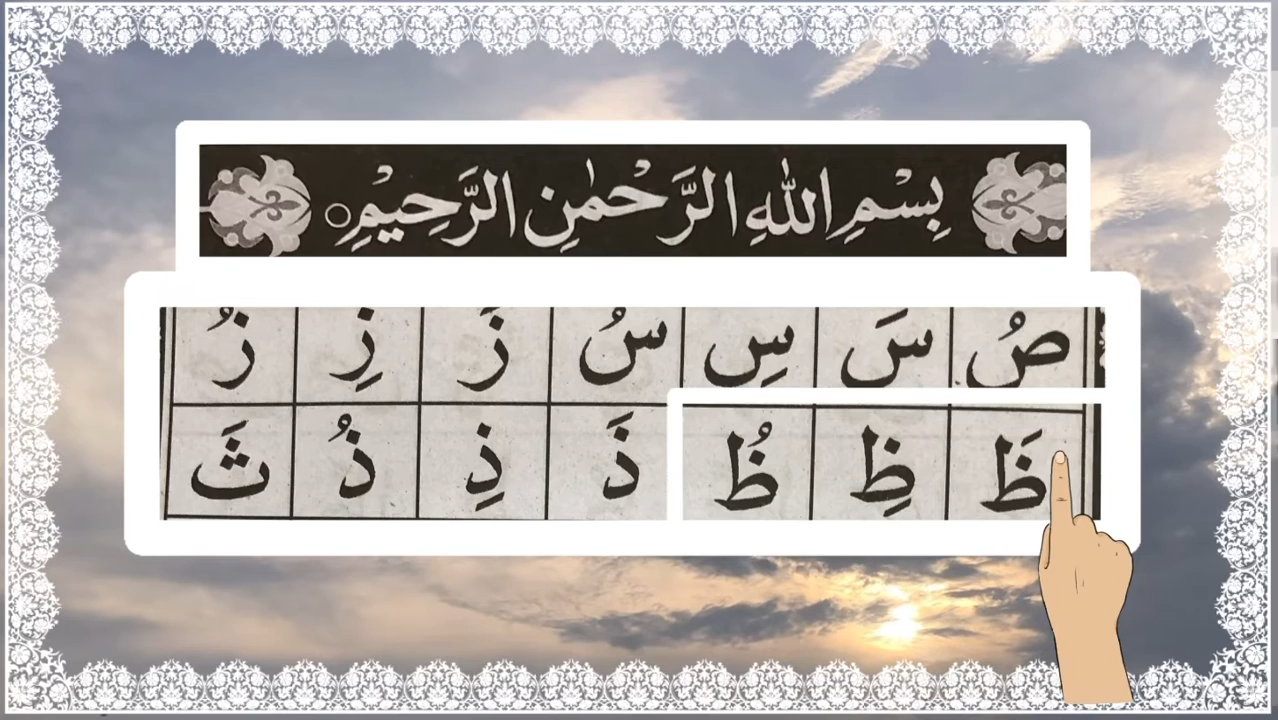 بِسْمِ اللّٰهِ الرَّحْمٰنِ الرَّحِيْمِ
صُ سَ سِ سُ زَ زِ زُ
ظَ ظِ ظُ ذَ ذِ ذُ ثَ